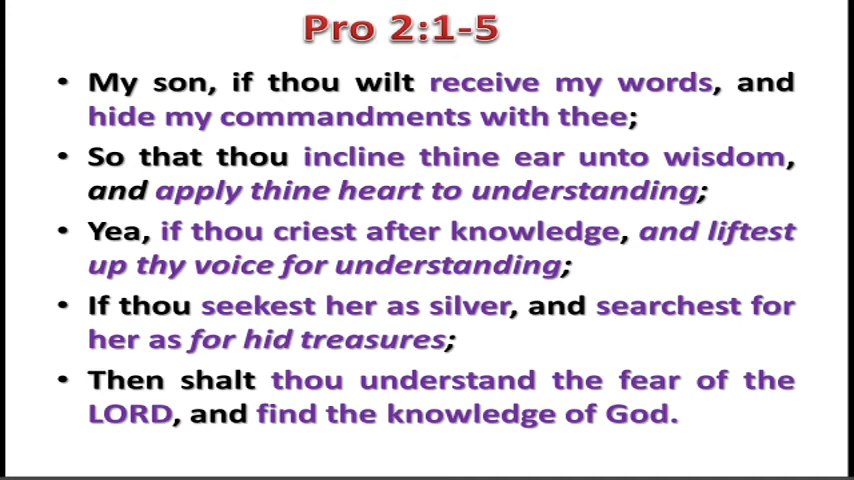 Pro 2:1-5
• My son, if thou wilt receive my words, and
hide my commandments with thee;
• So that thou incline thine ear unto wisdom,
and apply thine heart to understanding;
• Yea, if thou criest after knowledge, and liftest
up thy voice for understanding;
• If thou seekest her as silver, and searchest for
her as for hid treasures;
• Then shalt thou understand the fear of the
LORD, and find the knowledge of God.